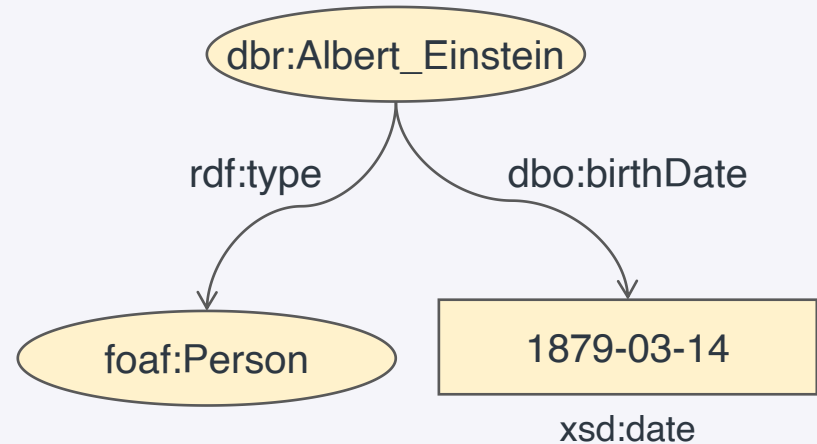 dbr:Albert_Einstein
rdf:type
dbo:birthDate
foaf:Person
1879-03-14
xsd:date